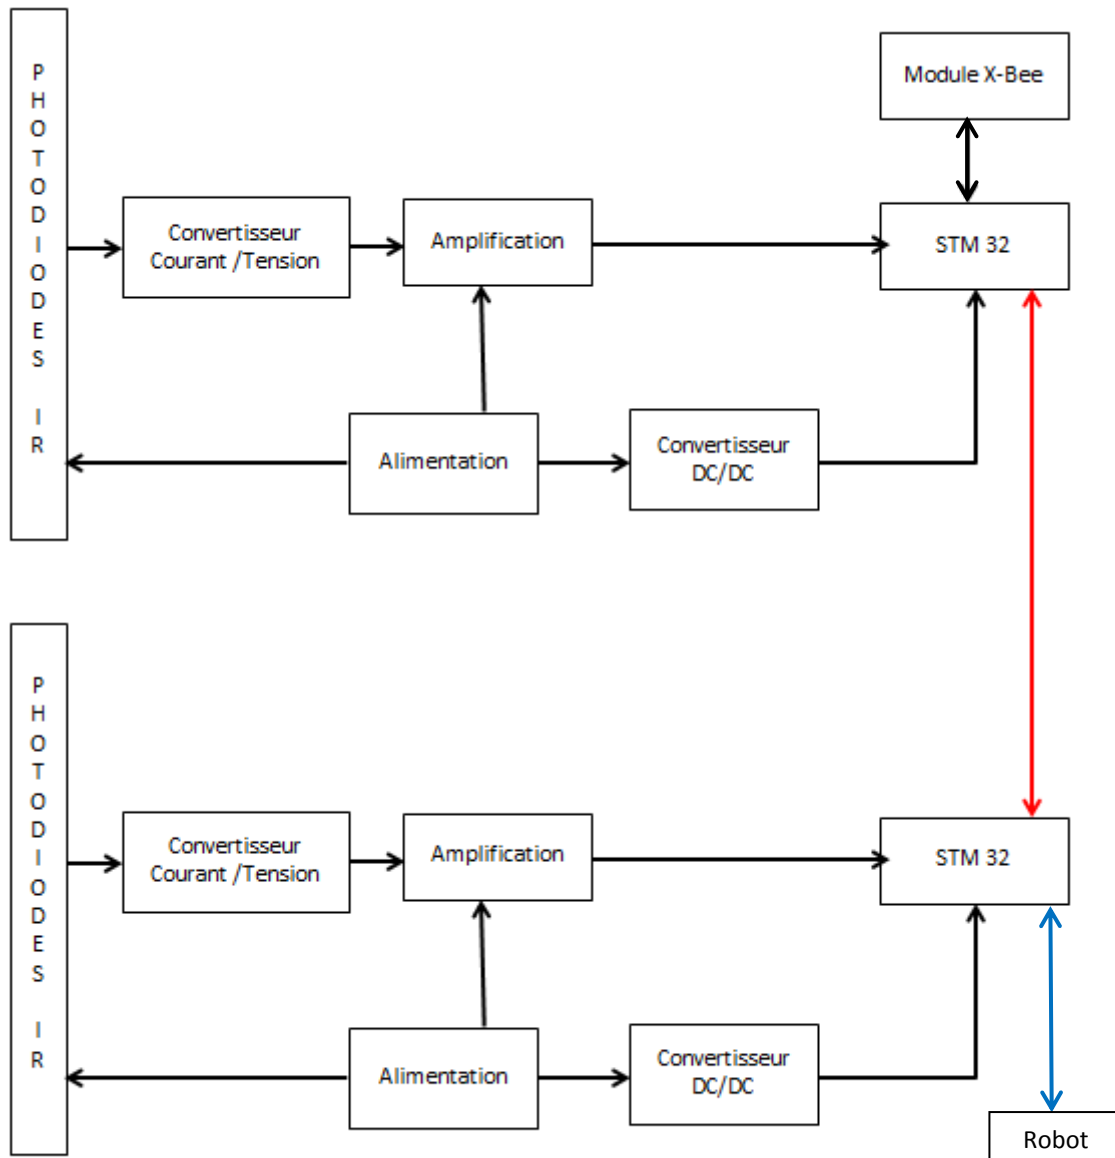 P
H
O
T
O
D
I
O
D
E
S
I
R
Module X-Bee
Convertisseur
Courant /Tension
Amplification
STM 32
Alimentation
Convertisseur
DC/DC
P
H
O
T
O
D
I
O
D
E
S
I
R
Convertisseur
Courant /Tension
Amplification
STM 32
Alimentation
Convertisseur
DC/DC
Robot